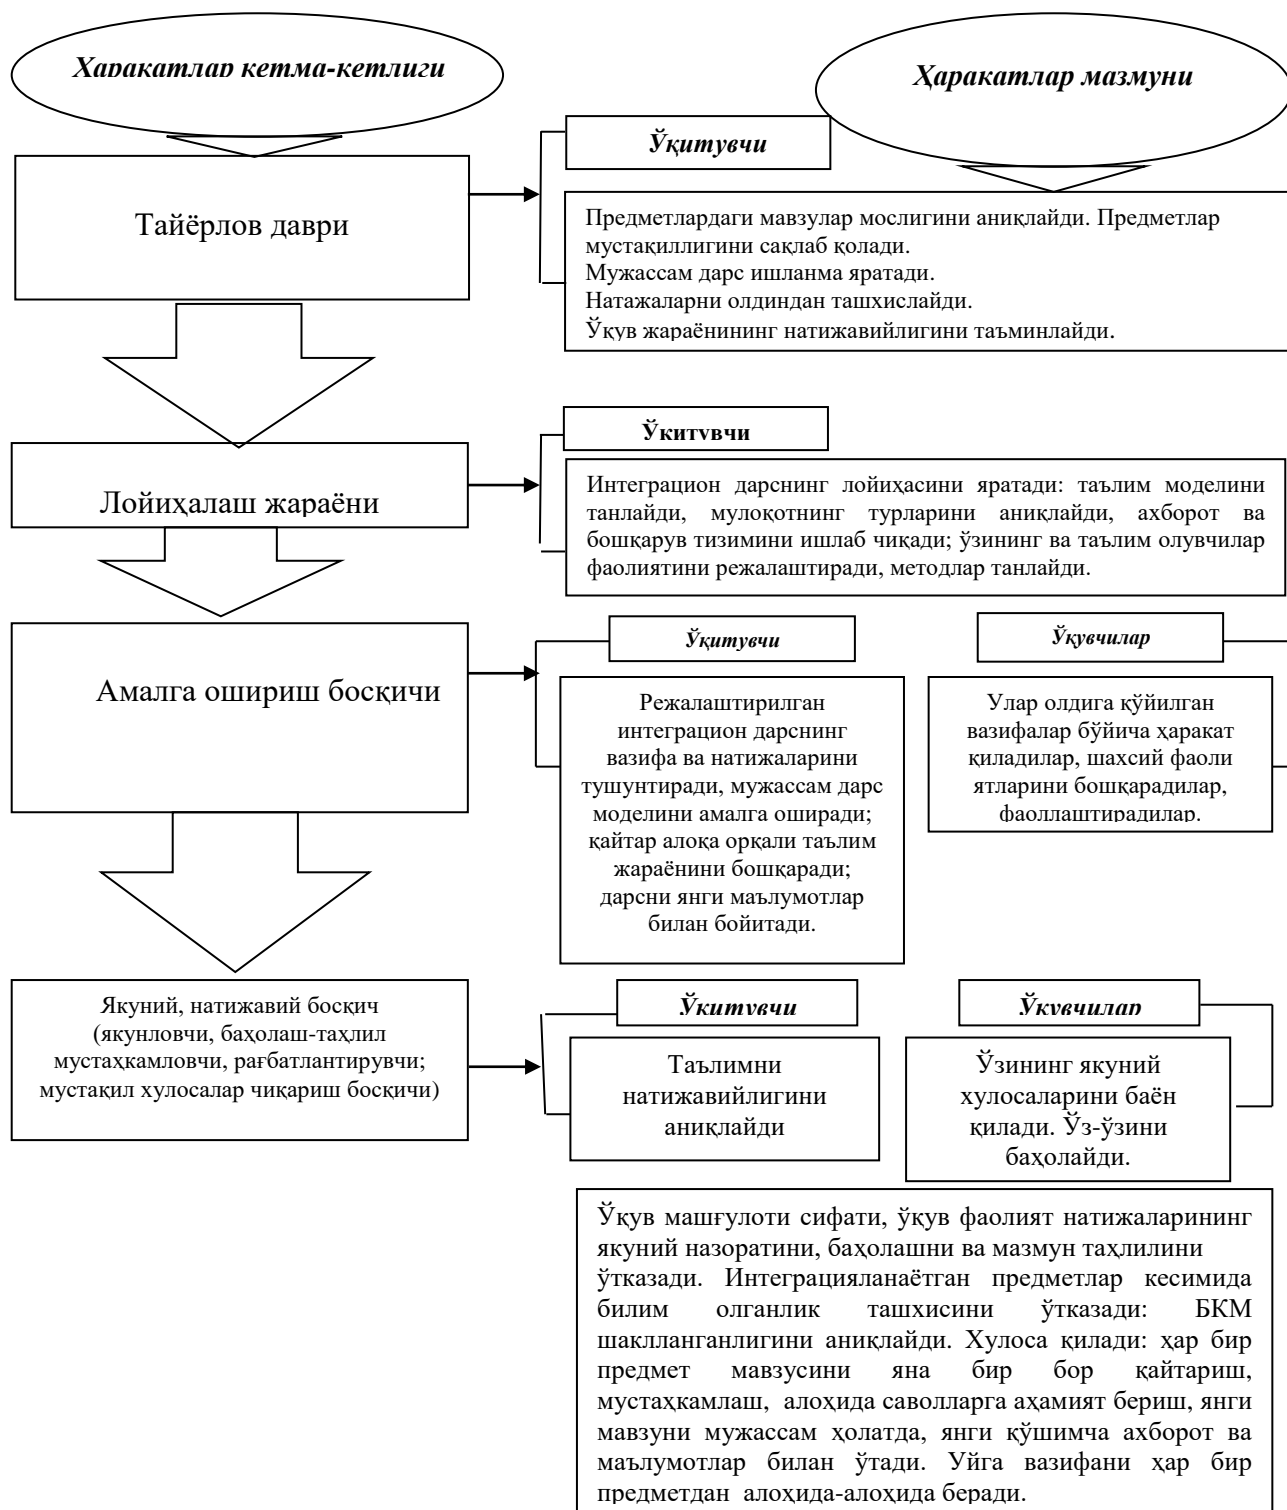 Ҳаракатлар кетма-кетлиги
Ҳаракатлар мазмуни
Ўқитувчи
Тайёрлов даври
Предметлардаги мавзулар мослигини аниқлайди. Предметлар
мустақиллигини сақлаб қолади.
Мужассам дарс ишланма яратади.
Натажаларни олдиндан ташхислайди.
Ўқув жараёнининг натижавийлигини таъминлайди.
Ўқитувчи
Лойиҳалаш жараёни
Интеграцион дарснинг лойиҳасини яратади: таълим моделини
танлайди, мулоқотнинг турларини аниқлайди, ахборот ва
бошқарув тизимини ишлаб чиқади; ўзининг ва таълим олувчилар
фаолиятини режалаштиради, методлар танлайди.
Амалга ошириш босқичи
Ўқитувчи
Режалаштирилган
интеграцион дарснинг
вазифа ва натижаларини
тушунтиради, мужассам дарс
моделини амалга оширади;
қайтар алоқа орқали таълим
жараёнини бошқаради;
дарсни янги маълумотлар
билан бойитади.
Ўқувчилар
Улар олдига қўйилган
вазифалар бўйича ҳаракат
қиладилар, шахсий фаоли
ятларини бошқарадилар,
фаоллаштирадилар.
Якуний, натижавий босқич
(якунловчи, баҳолаш-таҳлил
мустаҳкамловчи, рағбатлантирувчи;
мустақил хулосалар чиқариш босқичи)
Ўқитувчи
Таълимни
натижавийлигини
аниқлайди
Ўқувчилар
Ўзининг якуний
хулосаларини баён
қилади. Ўз-ўзини
баҳолайди.
Ўқув машғулоти сифати, ўқув фаолият натижаларининг
якуний назоратини, баҳолашни ва мазмун таҳлилини
ўтказади. Интеграцияланаётган предметлар кесимида
билим олганлик ташхисини ўтказади: БКМ
шаклланганлигини аниқлайди. Хулоса қилади: ҳар бир
предмет мавзусини яна бир бор қайтариш,
мустаҳкамлаш, алоҳида саволларга аҳамият бериш, янги
мавзуни мужассам ҳолатда, янги қўшимча ахборот ва
маълумотлар билан ўтади. Уйга вазифани ҳар бир
предметдан алоҳида-алоҳида беради.